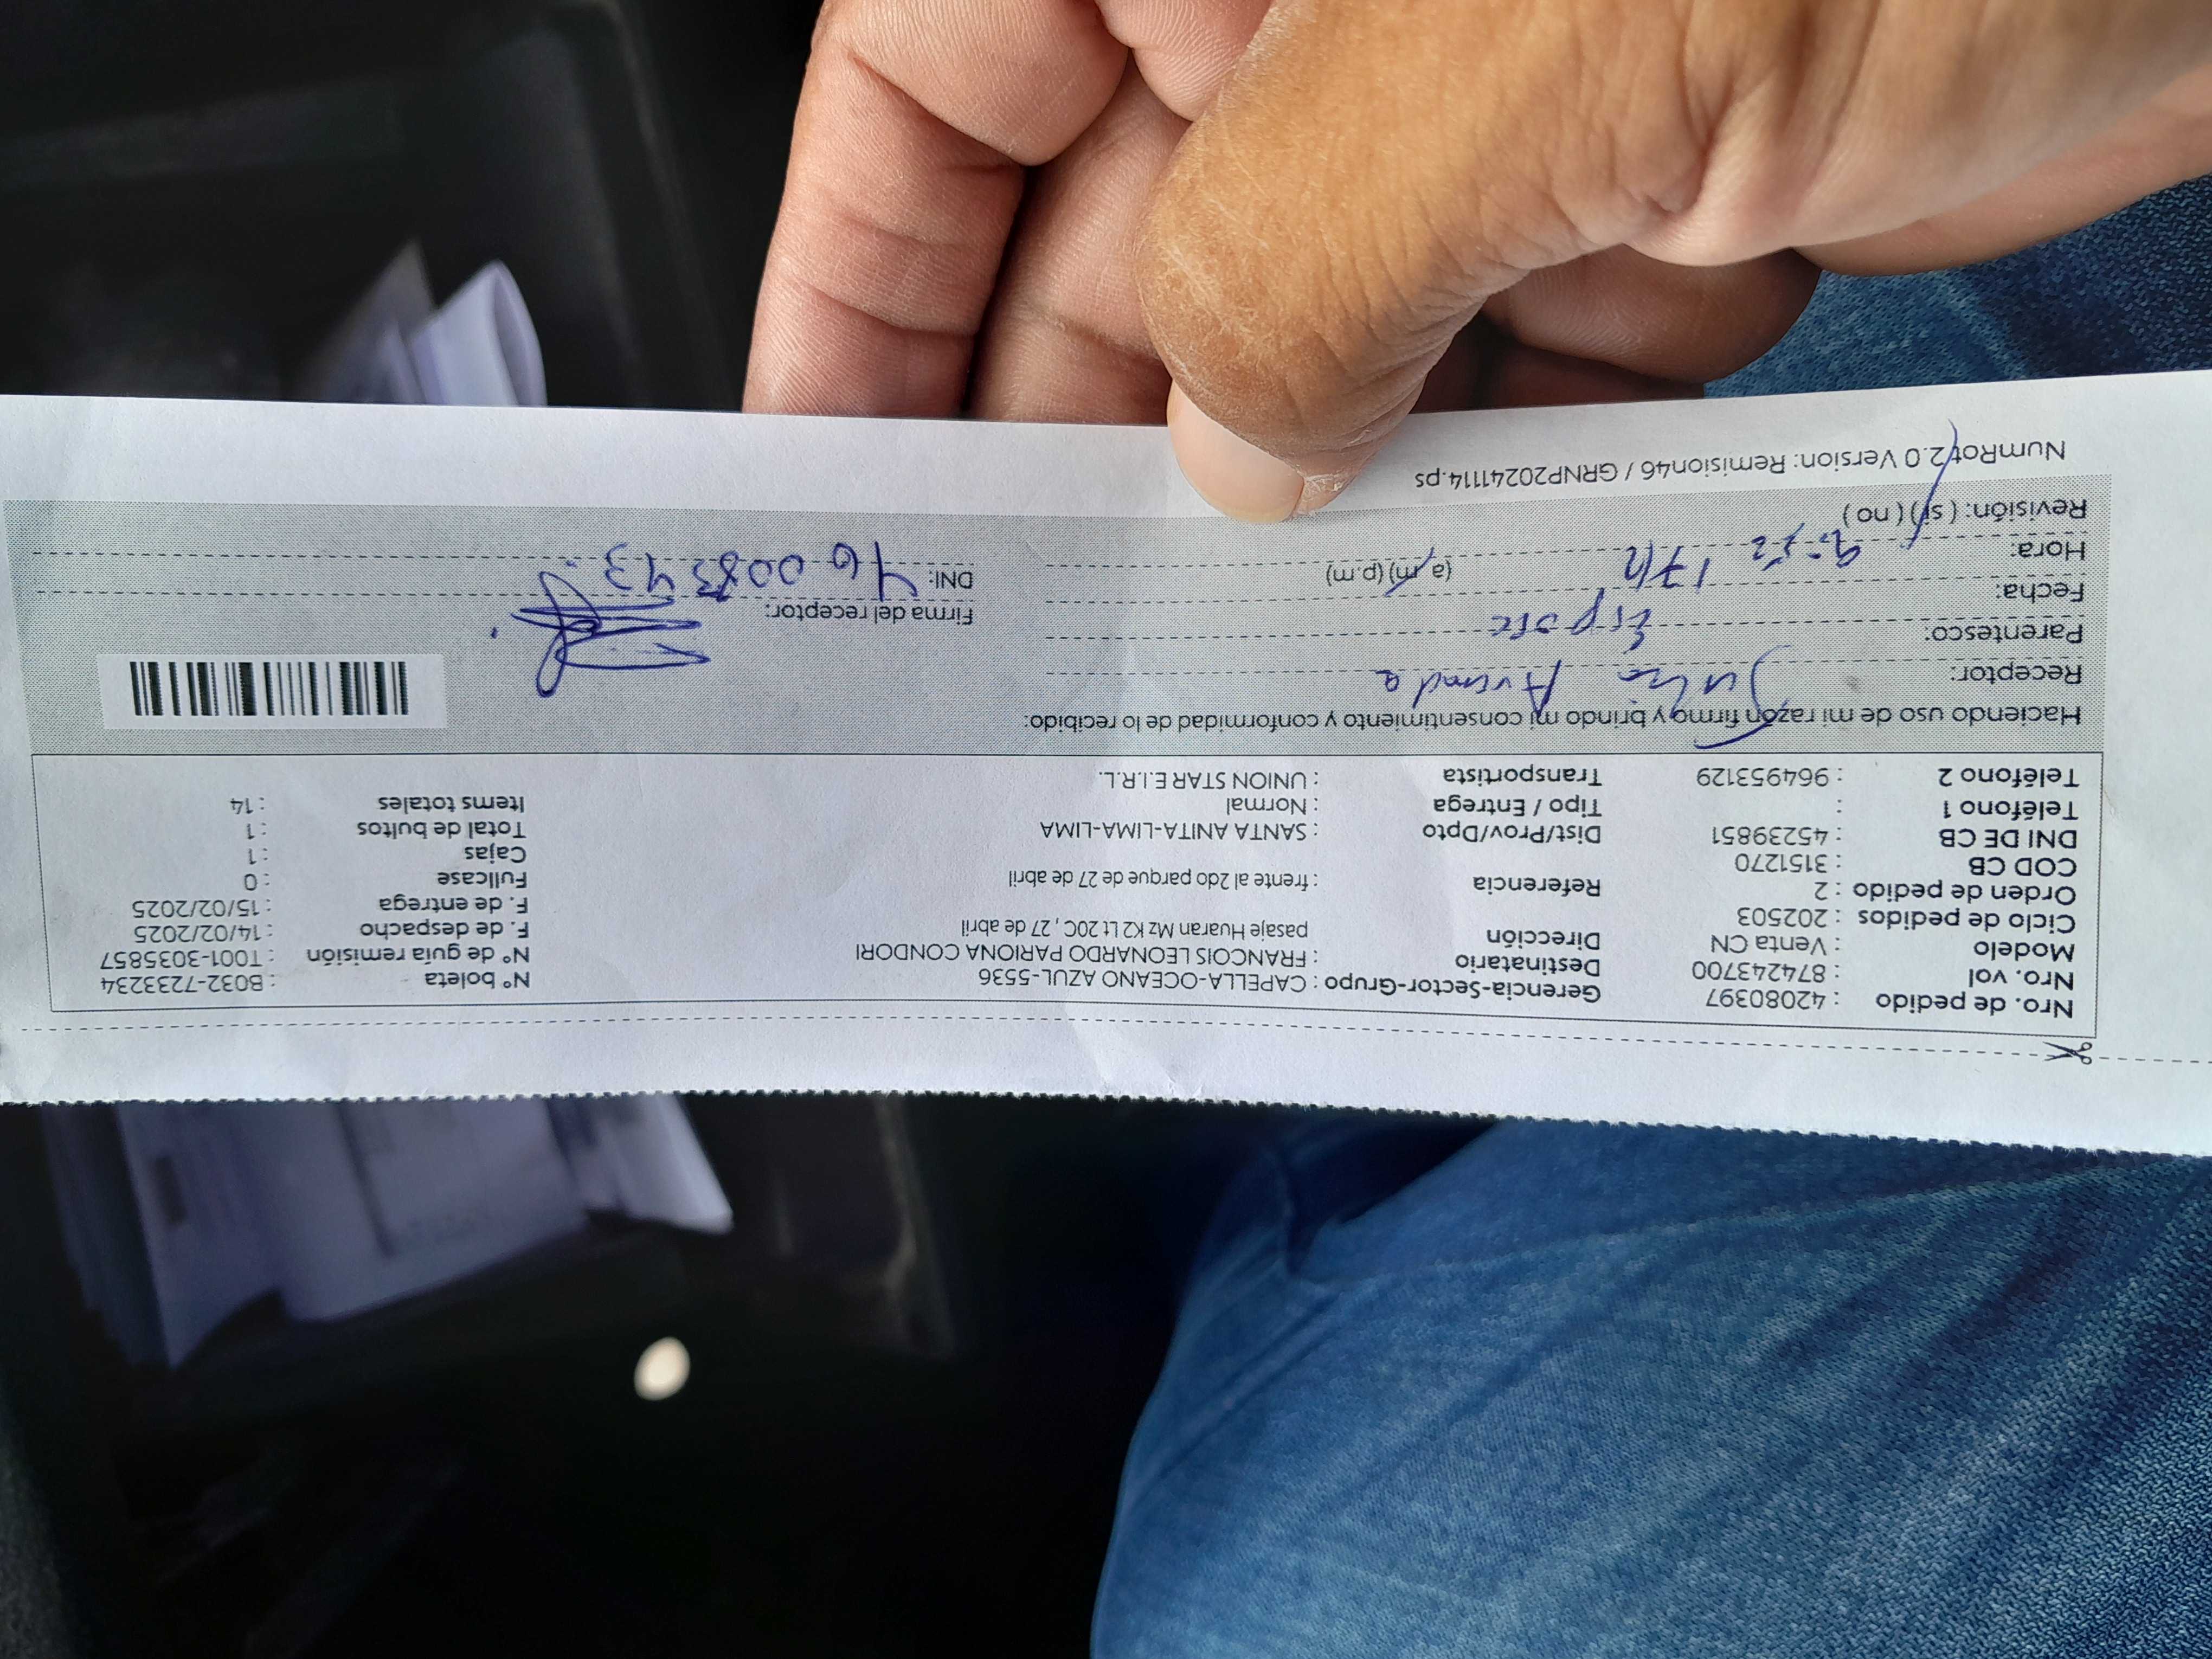 Nro. de pedido : 42080397 Gerencia-Sector-Grupo : CAPELLA-OCEANO AZUL-5536 N° boleta : B032-7233234
Nro. vol : 874243700 Destinatario : FRANCOIS LEONARDO PARIONA CONDORI N° de guía remisión : T001-3035857
Modelo : Venta CN Dirección pasaje Huaran Mz K2 Lt 20C , 27 de abril F. de despacho : 14/02/2025
Ciclo de pedidos : 202503 F. de entrega : 15/02/2025
Orden de pedido : 2 Referencia : frente al 2do parque de 27 de abril Fullcase : 0
COD CB : 3151270 Cajas : 1
DNI DE CB : 45239851 Dist/Prov/Dpto : SANTA ANITA-LIMA-LIMA Total de bultos : 1
Teléfono 1 : Tipo / Entrega : Normal Items totales : 14
Teléfono 2 : 964953129 Transportista : UNION STAR E.I.R.L.
Haciendo uso de mi razón firmo y brindo mi consentimiento y conformidad de lo recibido:
Receptor:
Parentesco: Firma del receptor:
Fecha: 17/2 DNI:
Hora: (a.m) (p.m)
Revisión: ( si ) ( no )
NumRot2.0 Version: Remision46 / GRNP20241114.ps